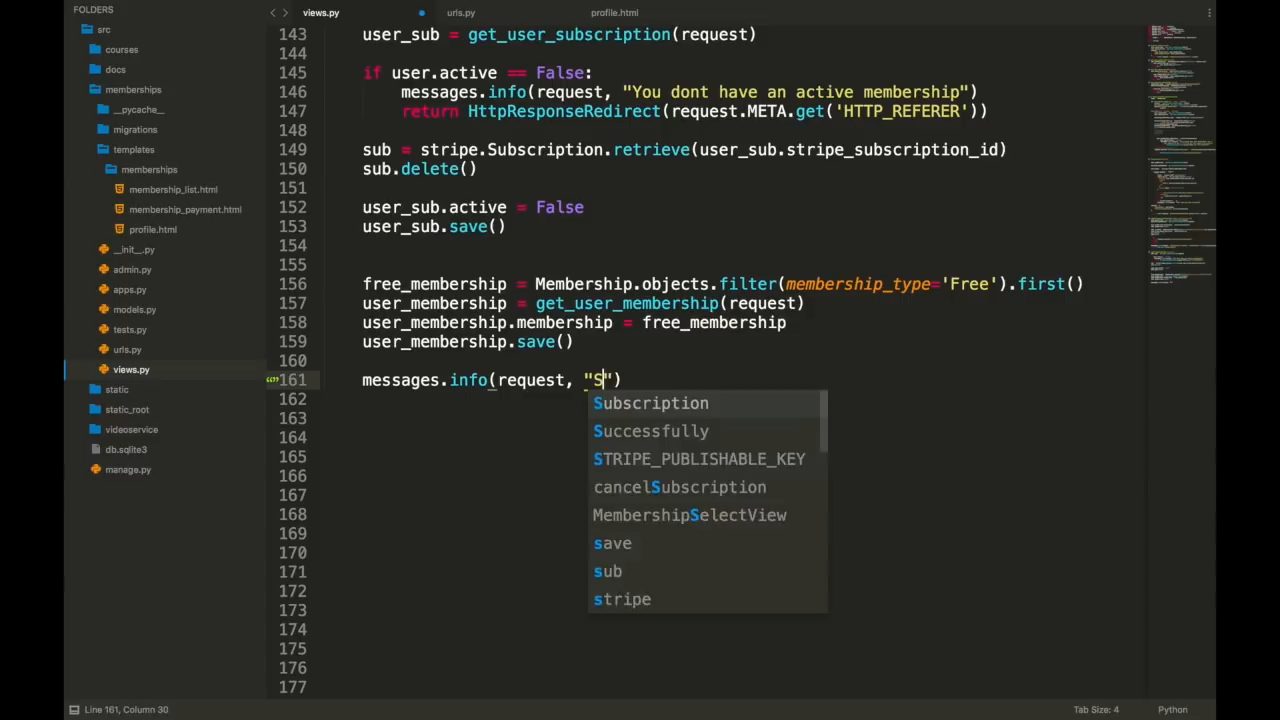 FOLDERS
src
courses
docs
memberships
__pycache__
migrations
templates
memberships
membership_list.html
membership_payment.html
profile.html
__init__.py
admin.py
apps.py
models.py
tests.py
urls.py
views.py
static
static_root
videoservice
db.sqlite3
manage.py
views.py urls.py profile.html
143 user_sub = get_user_subscription(request)
144
145 if user.active == False:
146 messages.info(request, "You dont have an active membership")
147 return HttpResponseRedirect(request.META.get('HTTP_REFERER'))
148
149 sub = stripe.Subscription.retrieve(user_sub.stripe_subscription_id)
150 sub.delete()
151
152 user_sub.active = False
153 user_sub.save()
154
155
156 free_membership = Membership.objects.filter(membership_type='Free').first()
157 user_membership = get_user_membership(request)
158 user_membership.membership = free_membership
159 user_membership.save()
160
161 messages.info(request, "S")
162
163
164
165
166
167
168
169
170
171
172
173
174
175
176
177
Subscription
Successfully
STRIPE_PUBLISHABLE_KEY
cancelSubscription
MembershipSelectView
save
sub
stripe
Line 161, Column 30 Tab Size: 4 Python